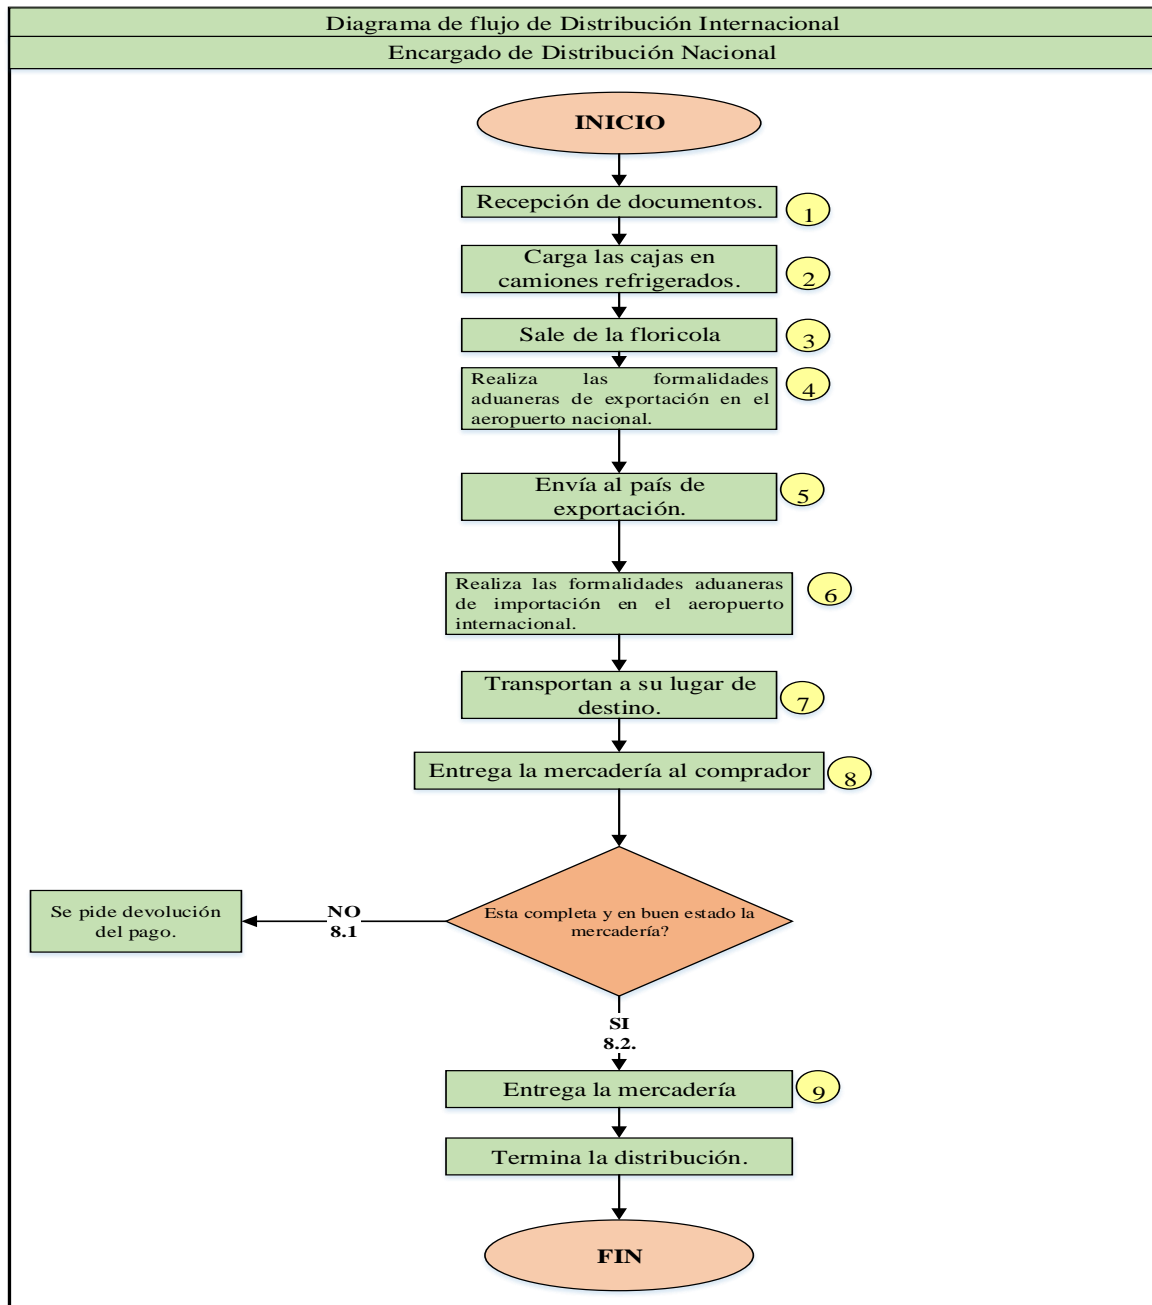 Diagrama de flujo de Distribución Internacional
Encargado de Distribución Nacional
INICIO
Recepción de documentos.
1
Carga las cajas en
camiones refrigerados.
2
Sale de la floricola
3
Realiza las formalidades
aduaneras de exportación en el
aeropuerto nacional.
4
Envía al país de
exportación.
5
Realiza las formalidades aduaneras
de importación en el aeropuerto
internacional.
6
Transportan a su lugar de
destino.
7
Entrega la mercadería al comprador
8
Esta completa y en buen estado la
mercadería?
NO
8.1
Se pide devolución
del pago.
SI
8.2.
Entrega la mercadería
9
Termina la distribución.
FIN